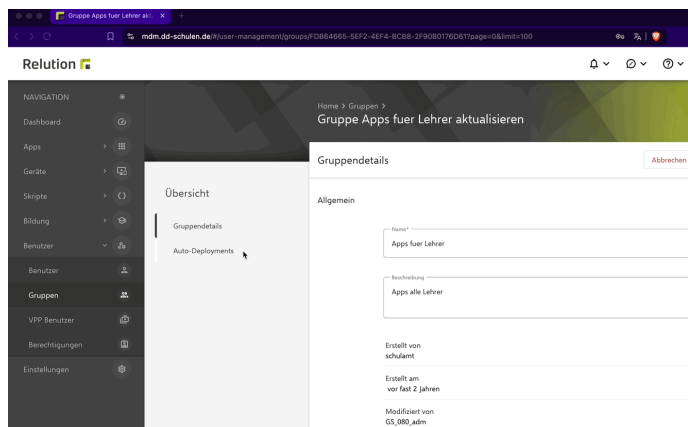 Gruppe Apps fuer Lehrer akt
mdm.dd-schulen.de/#/user-management/groups/FDB64665-5EF2-4EF4-BCBB-2F9080176D61?page=0&limit=100
Relution
NAVIGATION
Dashboard
Apps
Geräte
Skripte
Bildung
Benutzer
Benutzer
Gruppen
VPP Benutzer
Berechtigungen
Einstellungen
Übersicht
Gruppendetails
Auto-Deployments
Home > Gruppen >
Gruppe Apps fuer Lehrer aktualisieren
Gruppendetails
Abbrechen
Allgemein
Name*
Apps fuer Lehrer
Beschreibung
Apps alle Lehrer
Erstellt von
schulamt
Erstellt am
vor fast 2 Jahren
Modifiziert von
GS_080_adm